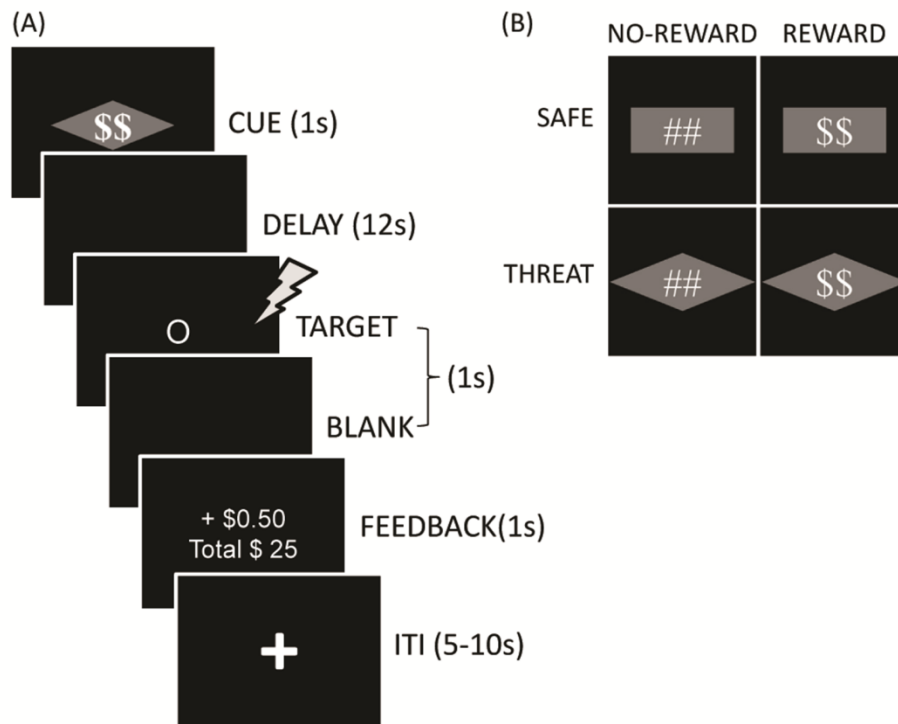 (A)
$$
CUE (1s)
DELAY (12s)
O
TARGET
(1s)
BLANK
+ $0.50
Total $ 25
FEEDBACK(1s)
ITI (5-10s)
(B)
NO-REWARD REWARD
SAFE ## $$
THREAT ## $$